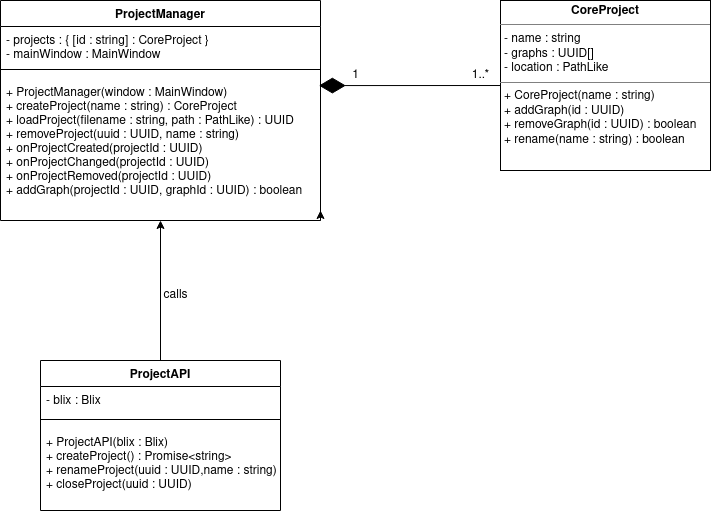 ProjectManager
- projects : { [id : string] : CoreProject }
- mainWindow : MainWindow
+ ProjectManager(window : MainWindow)
+ createProject(name : string) : CoreProject
+ loadProject(filename : string, path : PathLike) : UUID
+ removeProject(uuid : UUID, name : string)
+ onProjectCreated(projectId : UUID)
+ onProjectChanged(projectId : UUID)
+ onProjectRemoved(projectId : UUID)
+ addGraph(projectId : UUID, graphId : UUID) : boolean
1
1..*
CoreProject
- name : string
- graphs : UUID[]
- location : PathLike
+ CoreProject(name : string)
+ addGraph(id : UUID)
+ removeGraph(id : UUID) : boolean
+ rename(name : string) : boolean
calls
ProjectAPI
- blix : Blix
+ ProjectAPI(blix : Blix)
+ createProject() : Promise<string>
+ renameProject(uuid : UUID,name : string)
+ closeProject(uuid : UUID)